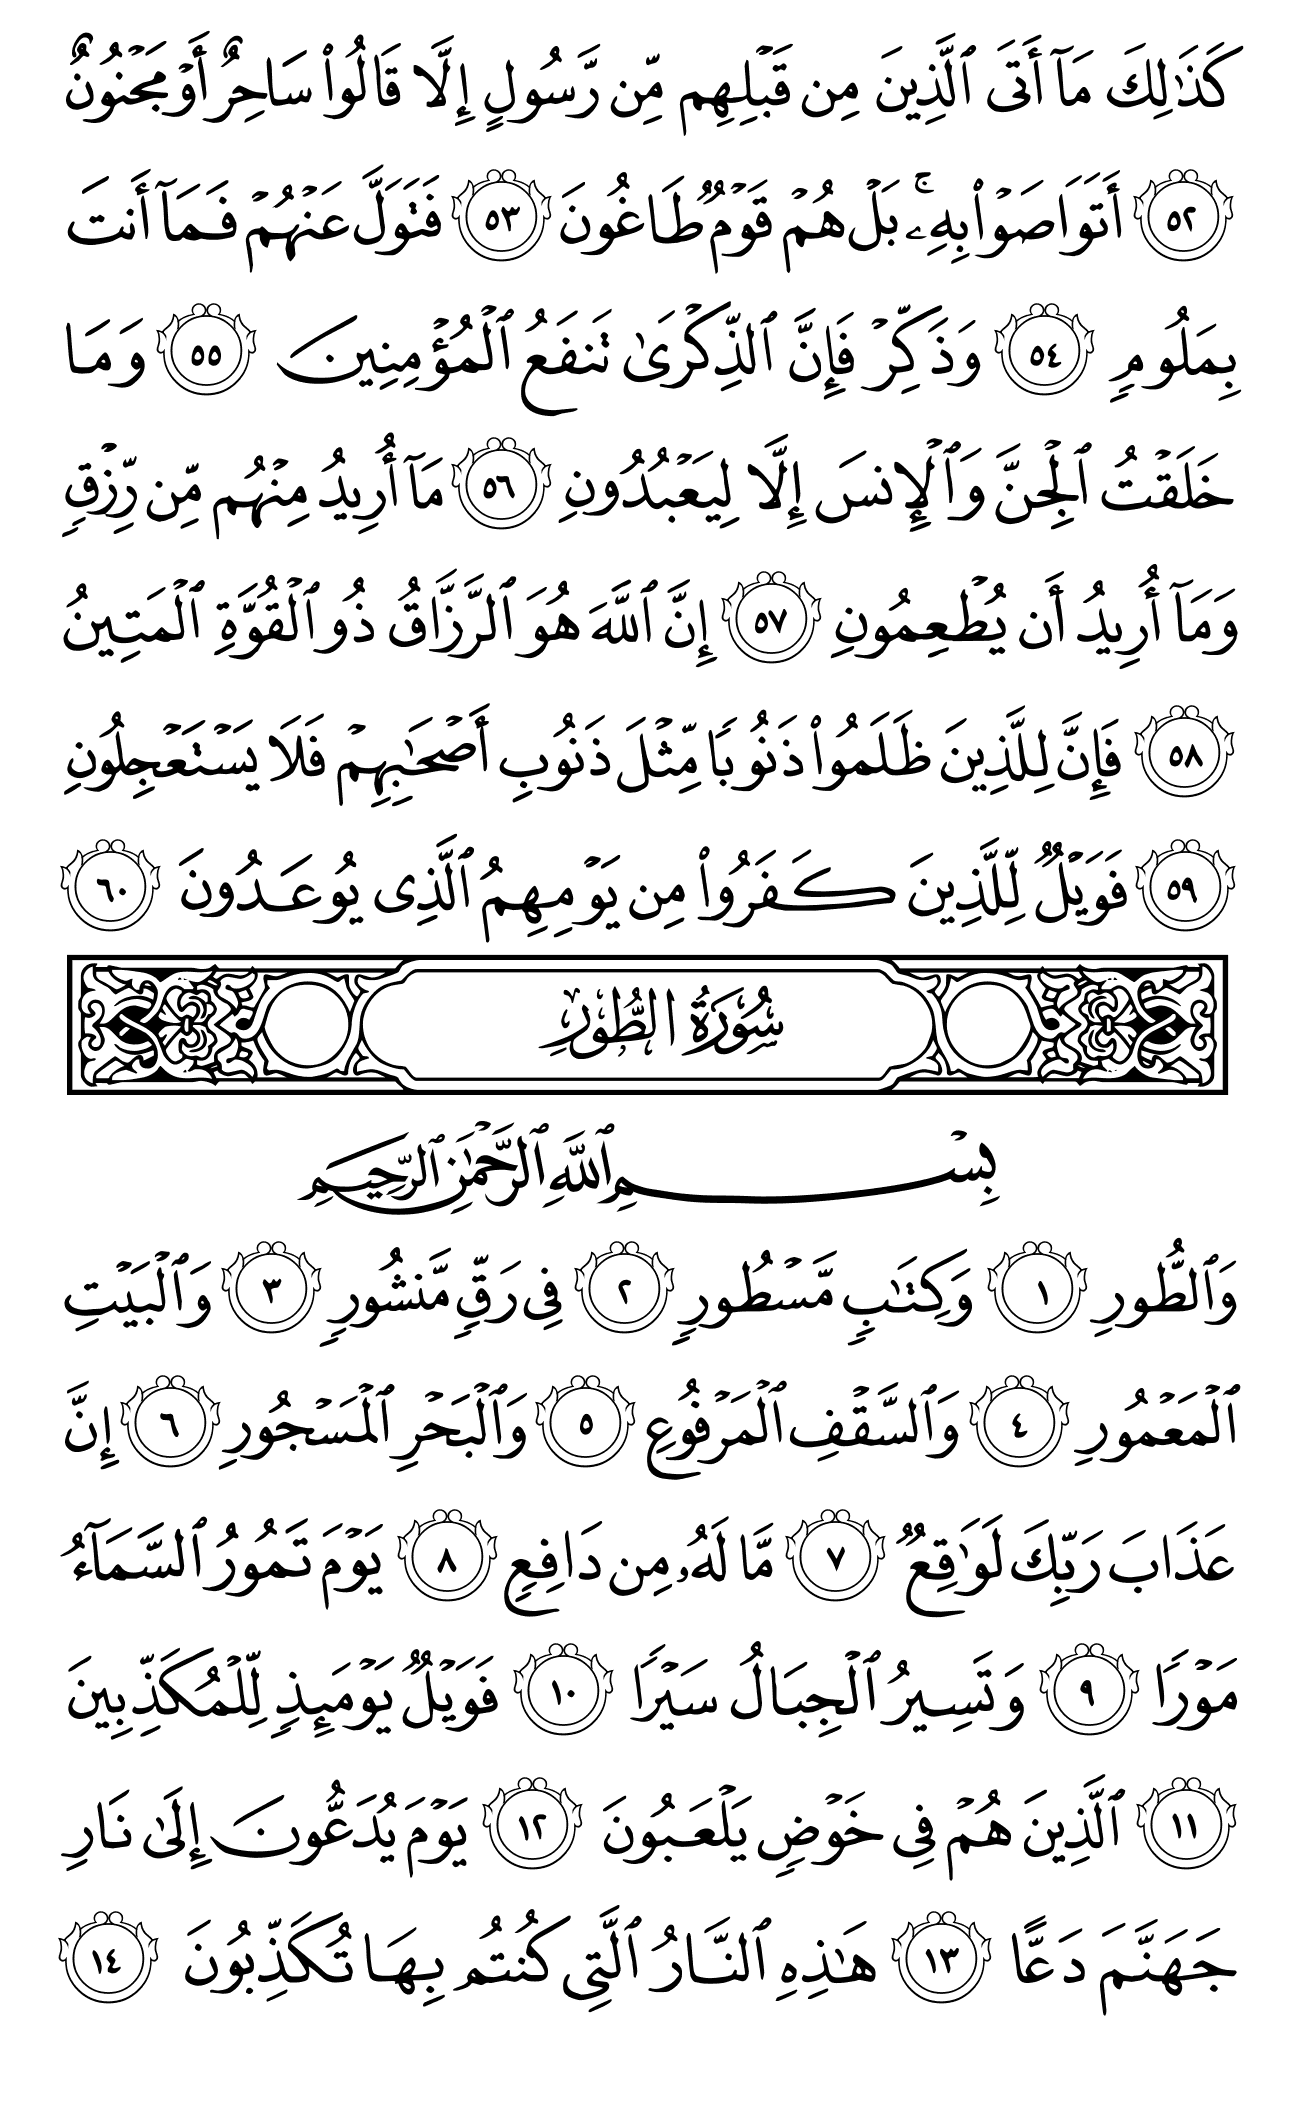 كَذَٰلِكَ مَآ أَتَى ٱلَّذِينَ مِن قَبۡلِهِم مِّن رَّسُولٍ إِلَّا قَالُواْ سَاحِرٌ أَوۡ مَجۡنُونٌ
٥٢ أَتَوَاصَوۡاْ بِهِۦۚ بَلۡ هُمۡ قَوۡمٞ طَاغُونَ ٥٣ فَتَوَلَّ عَنۡهُمۡ فَمَآ أَنتَ
بِمَلُومٖ ٥٤ وَذَكِّرۡ فَإِنَّ ٱلذِّكۡرَىٰ تَنفَعُ ٱلۡمُؤۡمِنِينَ ٥٥ وَمَا
خَلَقۡتُ ٱلۡجِنَّ وَٱلۡإِنسَ إِلَّا لِيَعۡبُدُونِ ٥٦ مَآ أُرِيدُ مِنۡهُم مِّن رِّزۡقٖ
وَمَآ أُرِيدُ أَن يُطۡعِمُونِ ٥٧ إِنَّ ٱللَّهَ هُوَ ٱلرَّزَّاقُ ذُو ٱلۡقُوَّةِ ٱلۡمَتِينُ
٥٨ فَإِنَّ لِلَّذِينَ ظَلَمُواْ ذَنُوبٗا مِّثۡلَ ذَنُوبِ أَصۡحَٰبِهِمۡ فَلَا يَسۡتَعۡجِلُونِ
٥٩ فَوَيۡلٞ لِّلَّذِينَ كَفَرُواْ مِن يَوۡمِهِمُ ٱلَّذِي يُوعَدُونَ ٦٠
سُورَةُ الطُّورِ
بِسۡمِ ٱللَّهِ ٱلرَّحۡمَٰنِ ٱلرَّحِيمِ
وَٱلطُّورِ ١ وَكِتَٰبٖ مَّسۡطُورٖ ٢ فِي رَقّٖ مَّنشُورٖ ٣ وَٱلۡبَيۡتِ
ٱلۡمَعۡمُورِ ٤ وَٱلسَّقۡفِ ٱلۡمَرۡفُوعِ ٥ وَٱلۡبَحۡرِ ٱلۡمَسۡجُورِ ٦ إِنَّ
عَذَابَ رَبِّكَ لَوَٰقِعٞ ٧ مَّا لَهُۥ مِن دَافِعٖ ٨ يَوۡمَ تَمُورُ ٱلسَّمَآءُ
مَوۡرٗا ٩ وَتَسِيرُ ٱلۡجِبَالُ سَيۡرٗا ١٠ فَوَيۡلٞ يَوۡمَئِذٖ لِّلۡمُكَذِّبِينَ
١١ ٱلَّذِينَ هُمۡ فِي خَوۡضٖ يَلۡعَبُونَ ١٢ يَوۡمَ يُدَعُّونَ إِلَىٰ نَارِ
جَهَنَّمَ دَعًّا ١٣ هَٰذِهِ ٱلنَّارُ ٱلَّتِي كُنتُم بِهَا تُكَذِّبُونَ ١٤